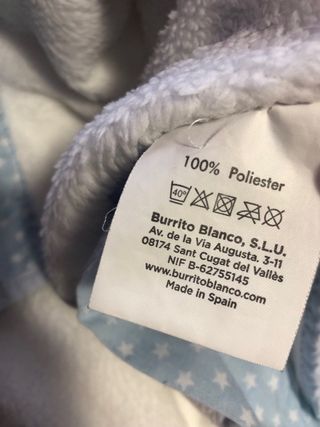 100% Poliester
40°
Burrito Blanco, S.L.U.
Av. de la Vía Augusta, 3-11
08174 Sant Cugat del Vallès
NIF B-62755145
www.burritoblanco.com
Made in Spain